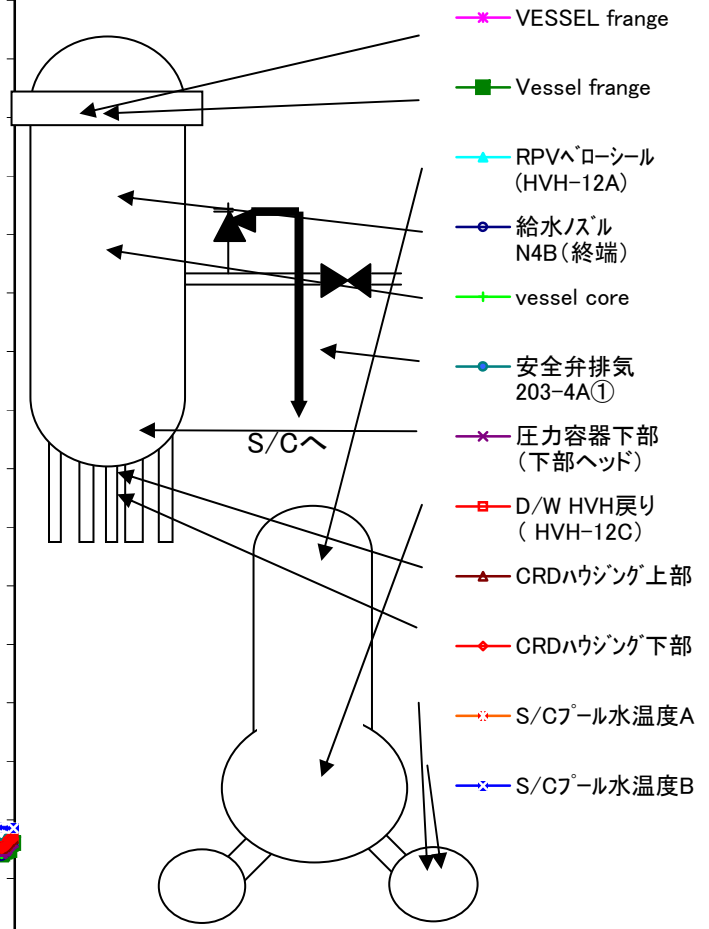 VESSEL frange
Vessel frange
RPVベローシール
(HVH-12A)
給水ノズル
N4B(終端)
vessel core
安全弁排気
203-4A①
圧力容器下部
(下部ヘッド)
D/W HVH戻り
( HVH-12C)
CRDハウジング上部
CRDハウジング下部
S/Cプール水温度A
S/Cプール水温度B
S/Cへ